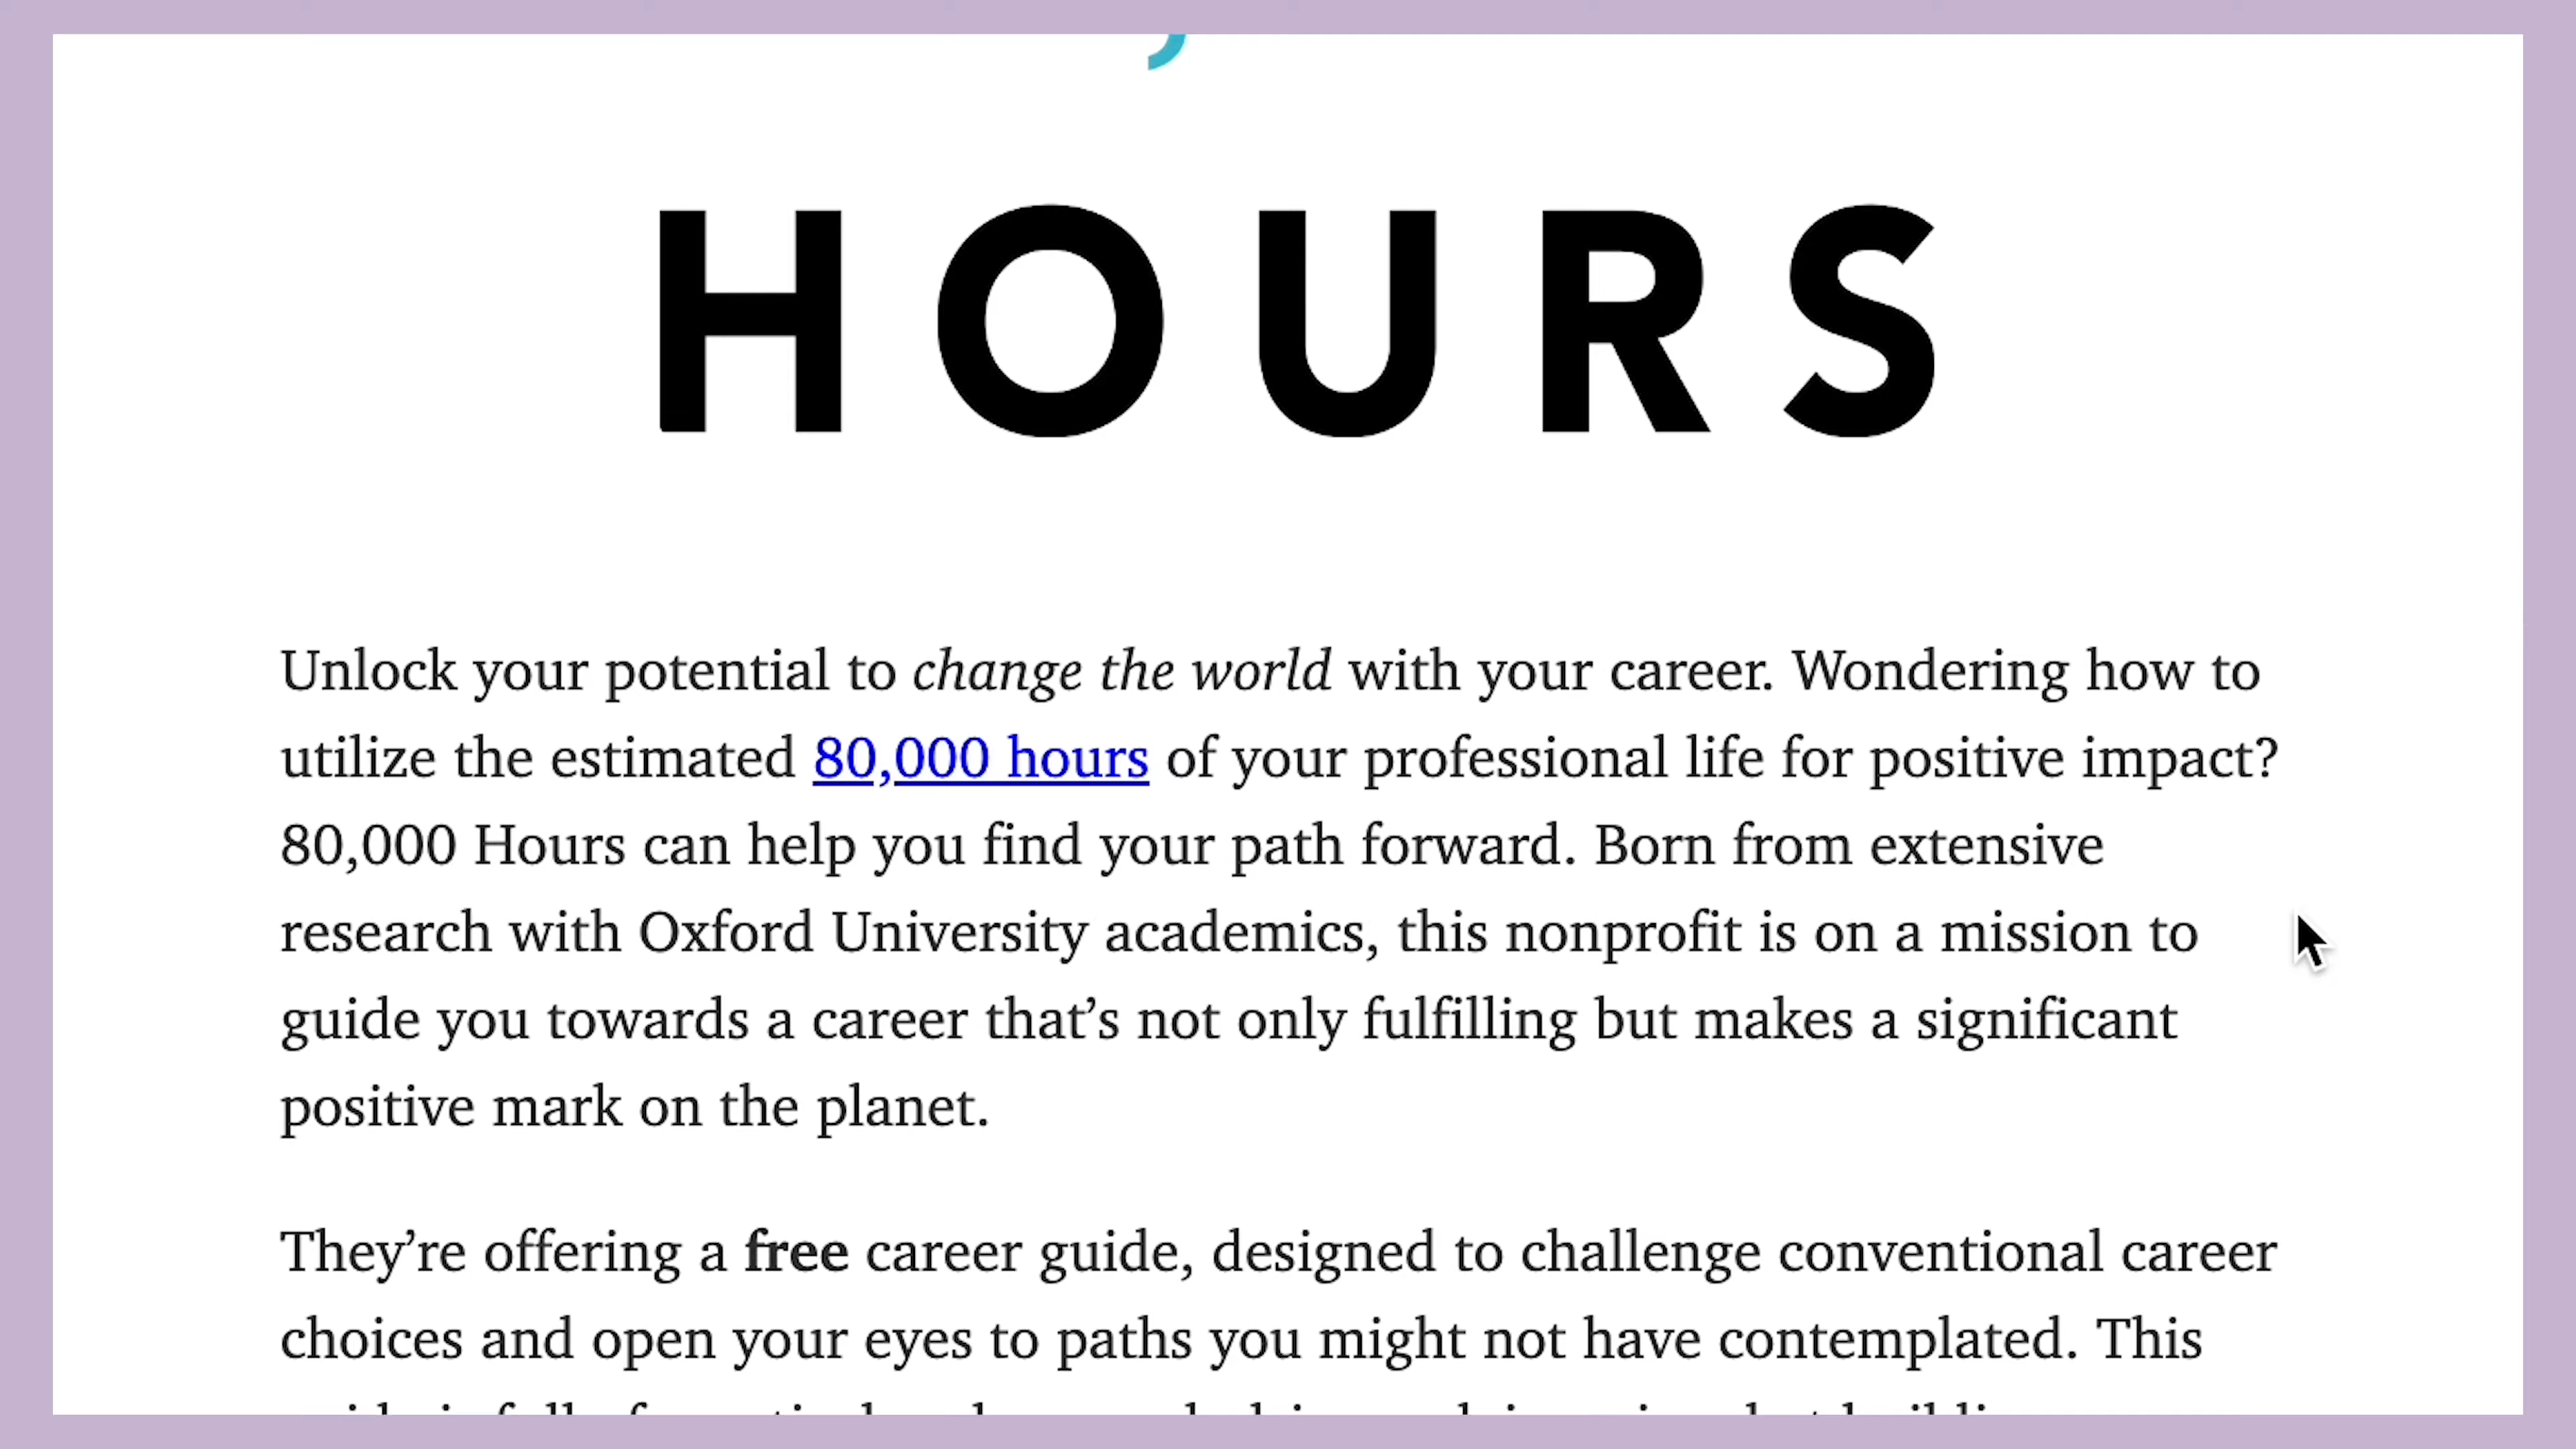 HOURS
Unlock your potential to change the world with your career. Wondering how to
utilize the estimated 80,000 hours of your professional life for positive impact?
80,000 Hours can help you find your path forward. Born from extensive
research with Oxford University academics, this nonprofit is on a mission to
guide you towards a career that’s not only fulfilling but makes a significant
positive mark on the planet.
They’re offering a free career guide, designed to challenge conventional career
choices and open your eyes to paths you might not have contemplated. This